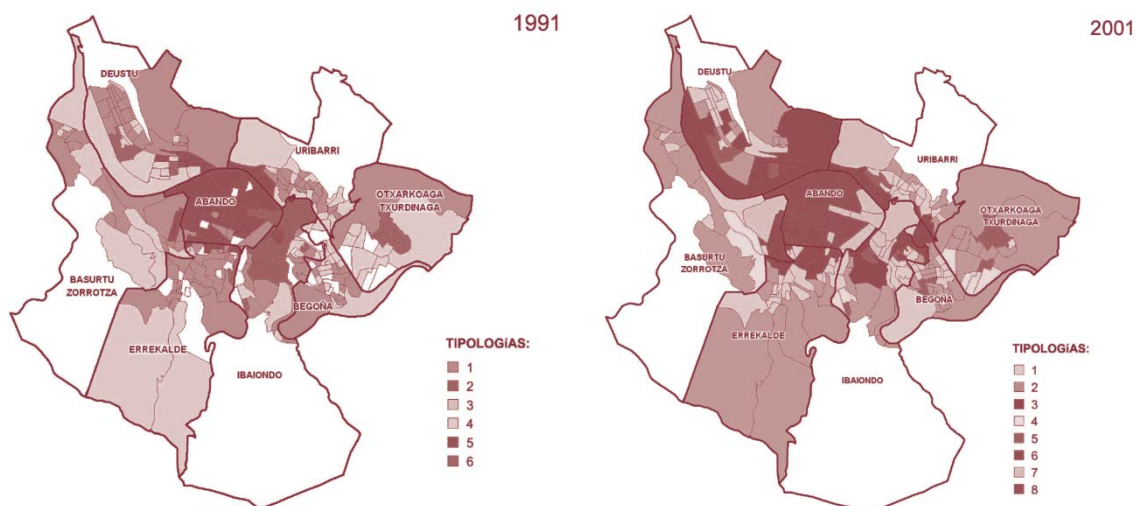 1991
DEUSTU
URIBARRI
OTXARKOAGA
TXURDINAGA
ABANDO
BASURTU
ZORROTZA
BEGOÑA
ERREKALDE
IBAIONDO
TIPOLOGíAS:
1
2
3
4
5
6
2001
DEUSTU
URIBARRI
ABANDO
OTXARKOAGA
TXURDINAGA
BASURTU
ZORROTZA
BEGOÑA
ERREKALDE
IBAIONDO
TIPOLOGíAS:
1
2
3
4
5
6
7
8